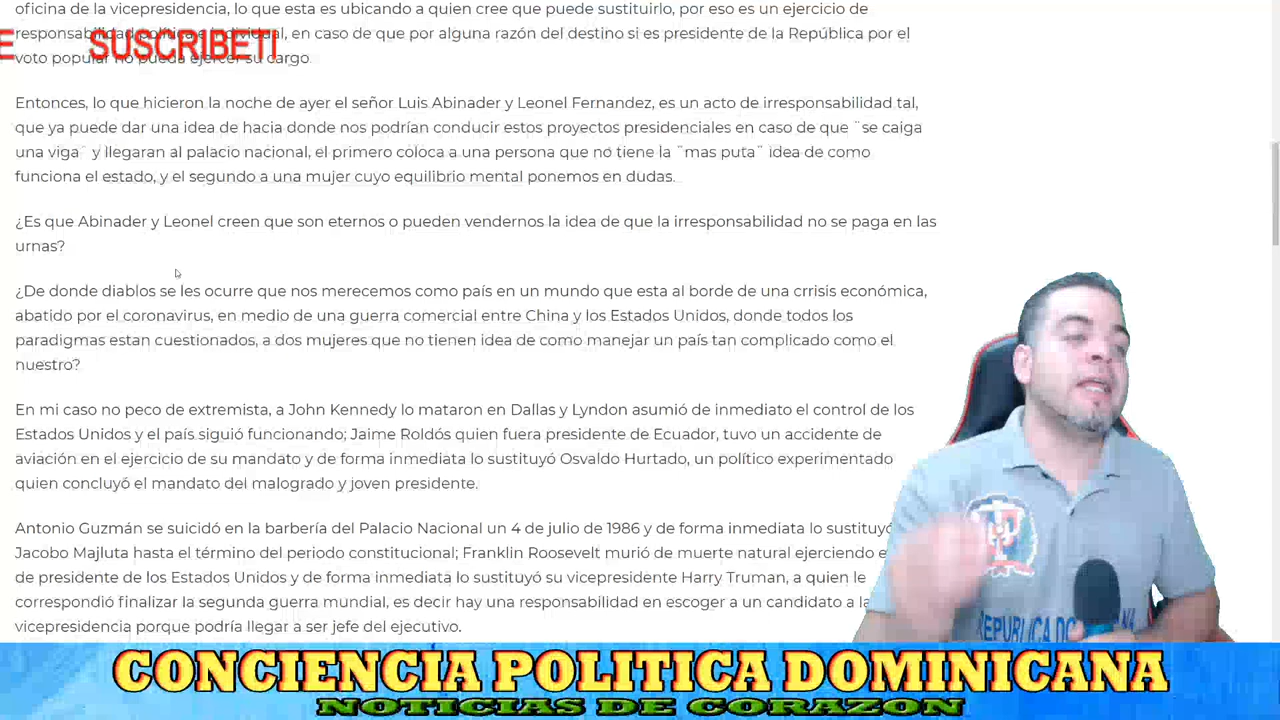 oficina de la vicepresidencia, lo que esta es ubicando a quien cree que puede sustituirlo, por eso es un ejercicio de
responsabilidad política e individual, en caso de que por alguna razón del destino si es presidente de la República por el
E SUSCRIBETE
voto popular no pueda ejercer su cargo.
Entonces, lo que hicieron la noche de ayer el señor Luis Abinader y Leonel Fernandez, es un acto de irresponsabilidad tal,
que ya puede dar una idea de hacia donde nos podrían conducir estos proyectos presidenciales en caso de que ¨se caiga
una viga¨ y llegaran al palacio nacional, el primero coloca a una persona que no tiene la ¨mas puta¨ idea de como
funciona el estado, y el segundo a una mujer cuyo equilibrio mental ponemos en dudas.
¿Es que Abinader y Leonel creen que son eternos o pueden vendernos la idea de que la irresponsabilidad no se paga en las
urnas?
¿De donde diablos se les ocurre que nos merecemos como país en un mundo que esta al borde de una crrisis económica,
abatido por el coronavirus, en medio de una guerra comercial entre China y los Estados Unidos, donde todos los
paradigmas estan cuestionados, a dos mujeres que no tienen idea de como manejar un país tan complicado como el
nuestro?
En mi caso no peco de extremista, a John Kennedy lo mataron en Dallas y Lyndon asumió de inmediato el control de los
Estados Unidos y el país siguió funcionando; Jaime Roldós quien fuera presidente de Ecuador, tuvo un accidente de
aviación en el ejercicio de su mandato y de forma inmediata lo sustituyó Osvaldo Hurtado, un político experimentado
quien concluyó el mandato del malogrado y joven presidente.
Antonio Guzmán se suicidó en la barbería del Palacio Nacional un 4 de julio de 1986 y de forma inmediata lo sustituyó
Jacobo Majluta hasta el término del periodo constitucional; Franklin Roosevelt murió de muerte natural ejerciendo e
de presidente de los Estados Unidos y de forma inmediata lo sustituyó su vicepresidente Harry Truman, a quien le
correspondió finalizar la segunda guerra mundial, es decir hay una responsabilidad en escoger a un candidato a la
vicepresidencia porque podría llegar a ser jefe del ejecutivo.
REPÚBLICA DO
CONCIENCIA POLITICA DOMINICANA
NOTICIAS DE CORAZON